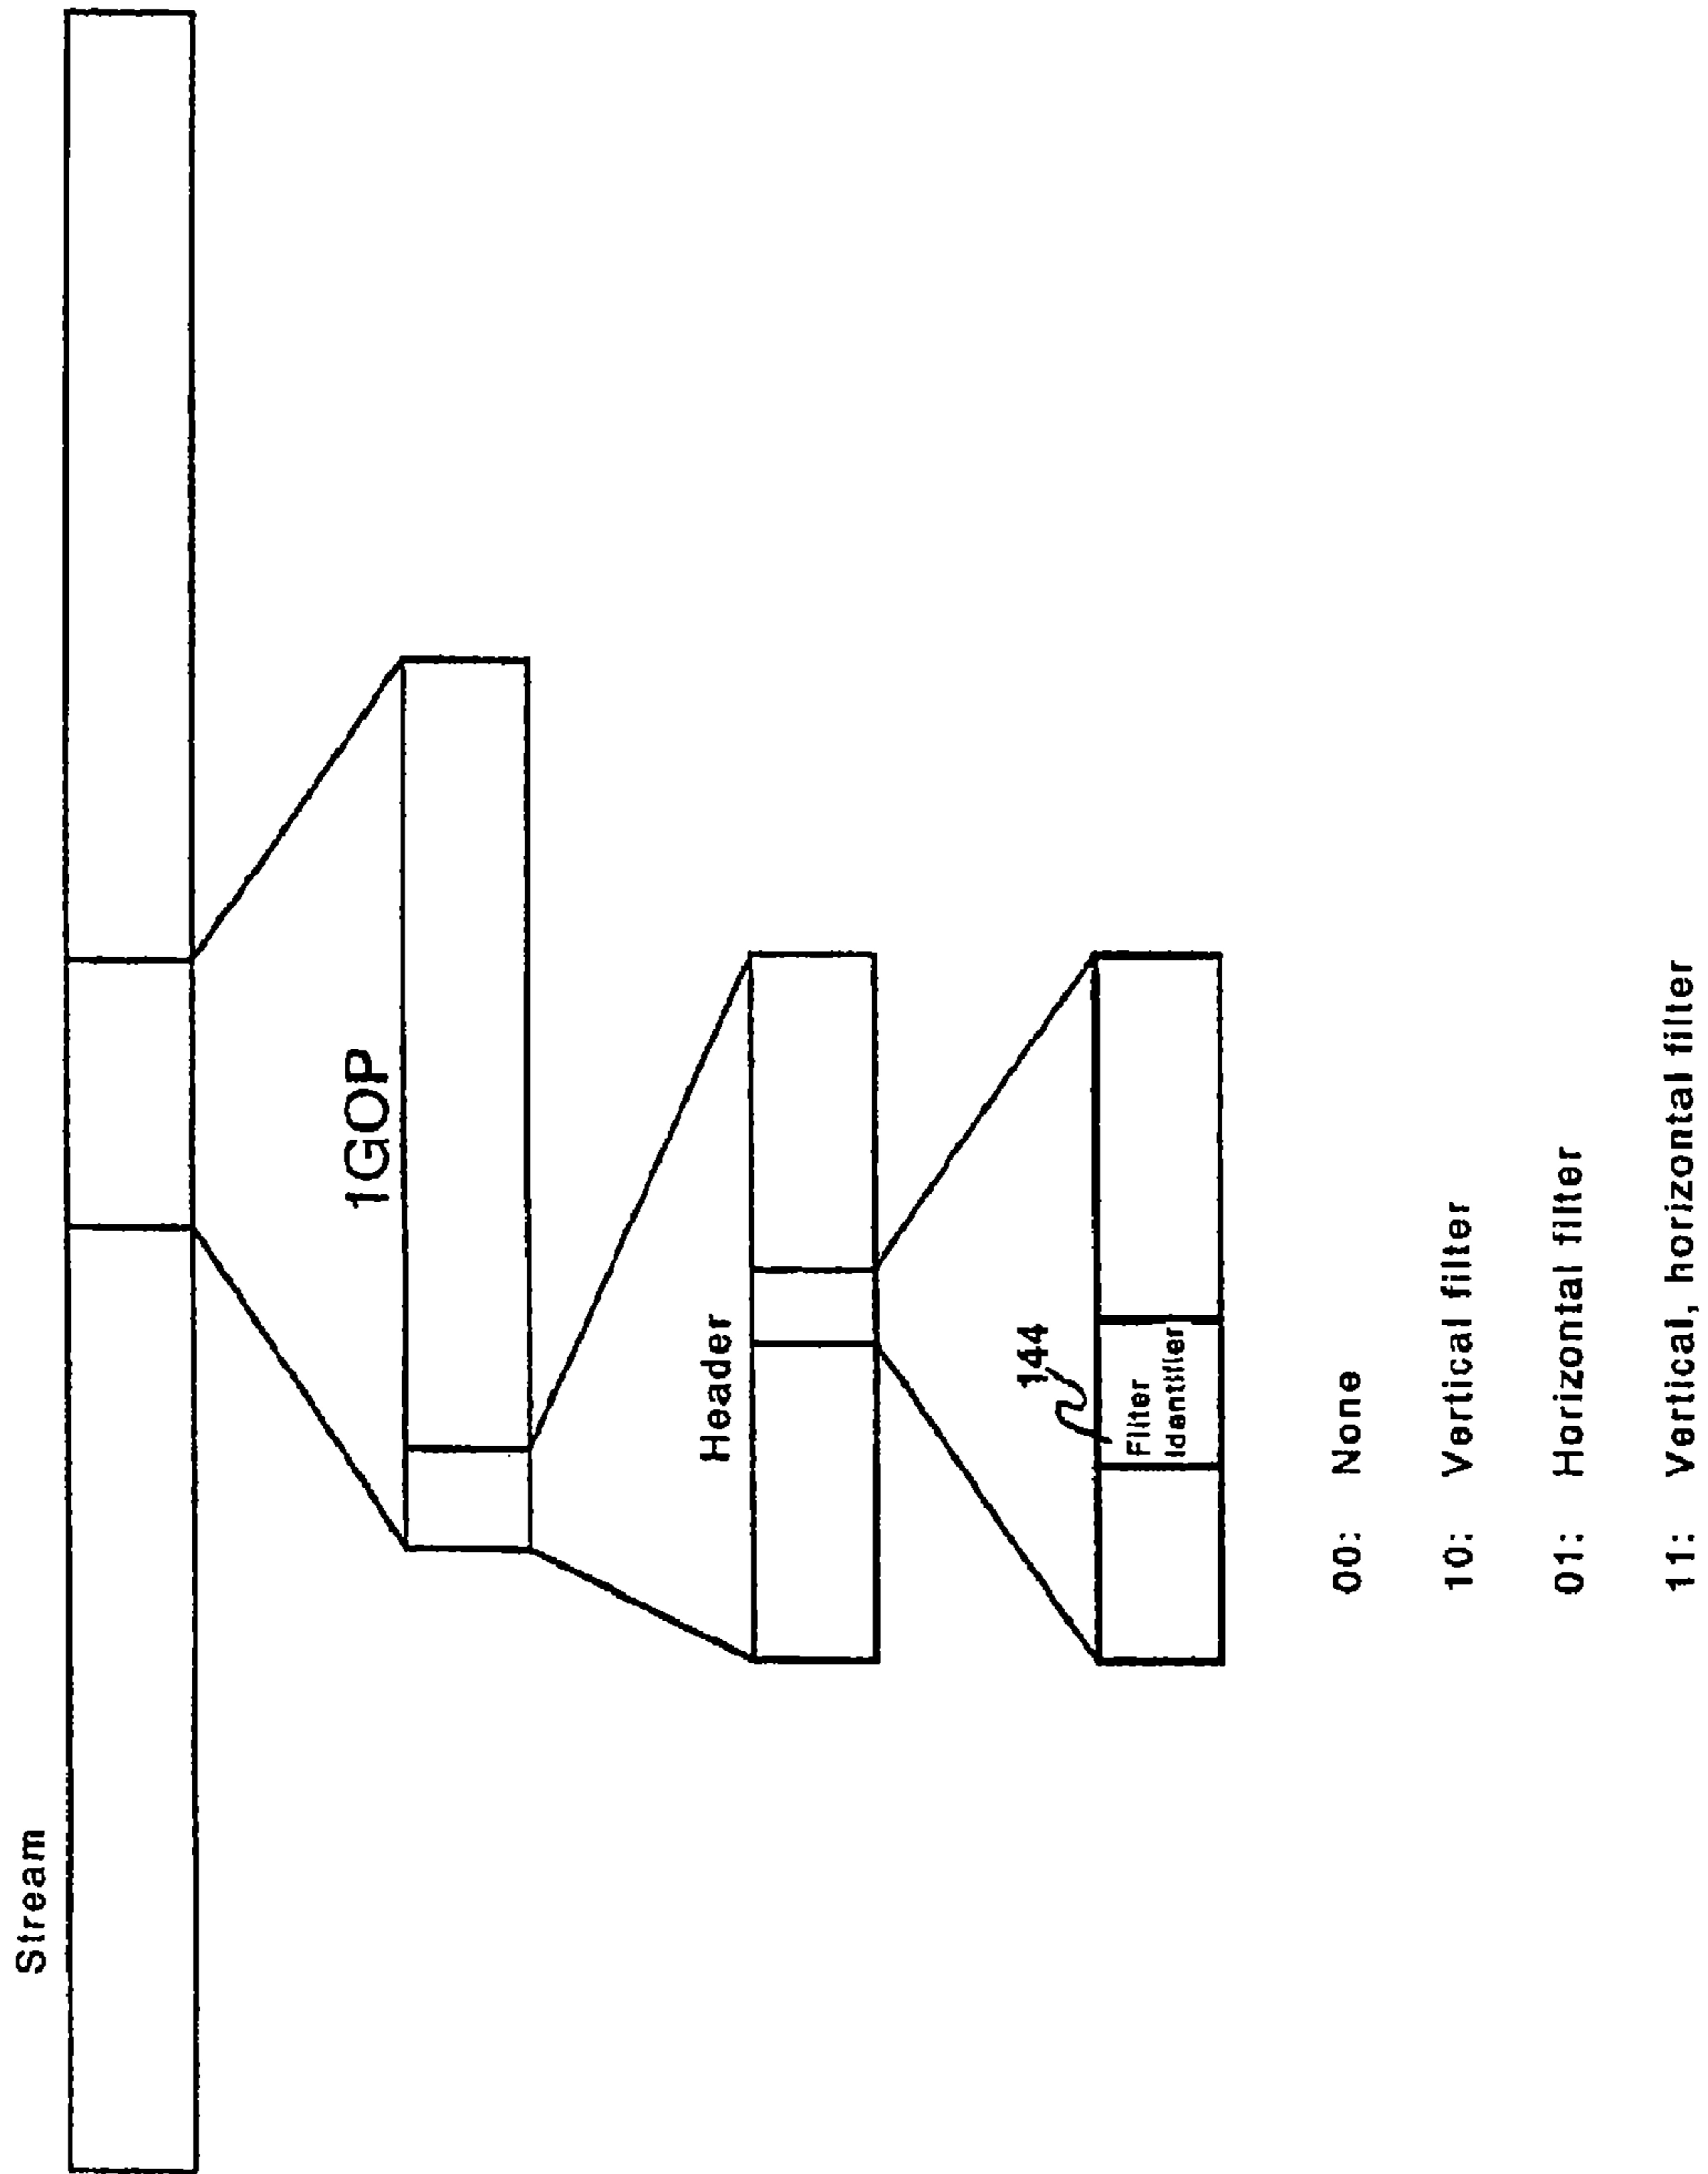 Stream
1GOP
Header
144
Filter
Identifier
00: None
10: Vertical filter
01: Horizontal filter
11: Vertical, horizontal filter